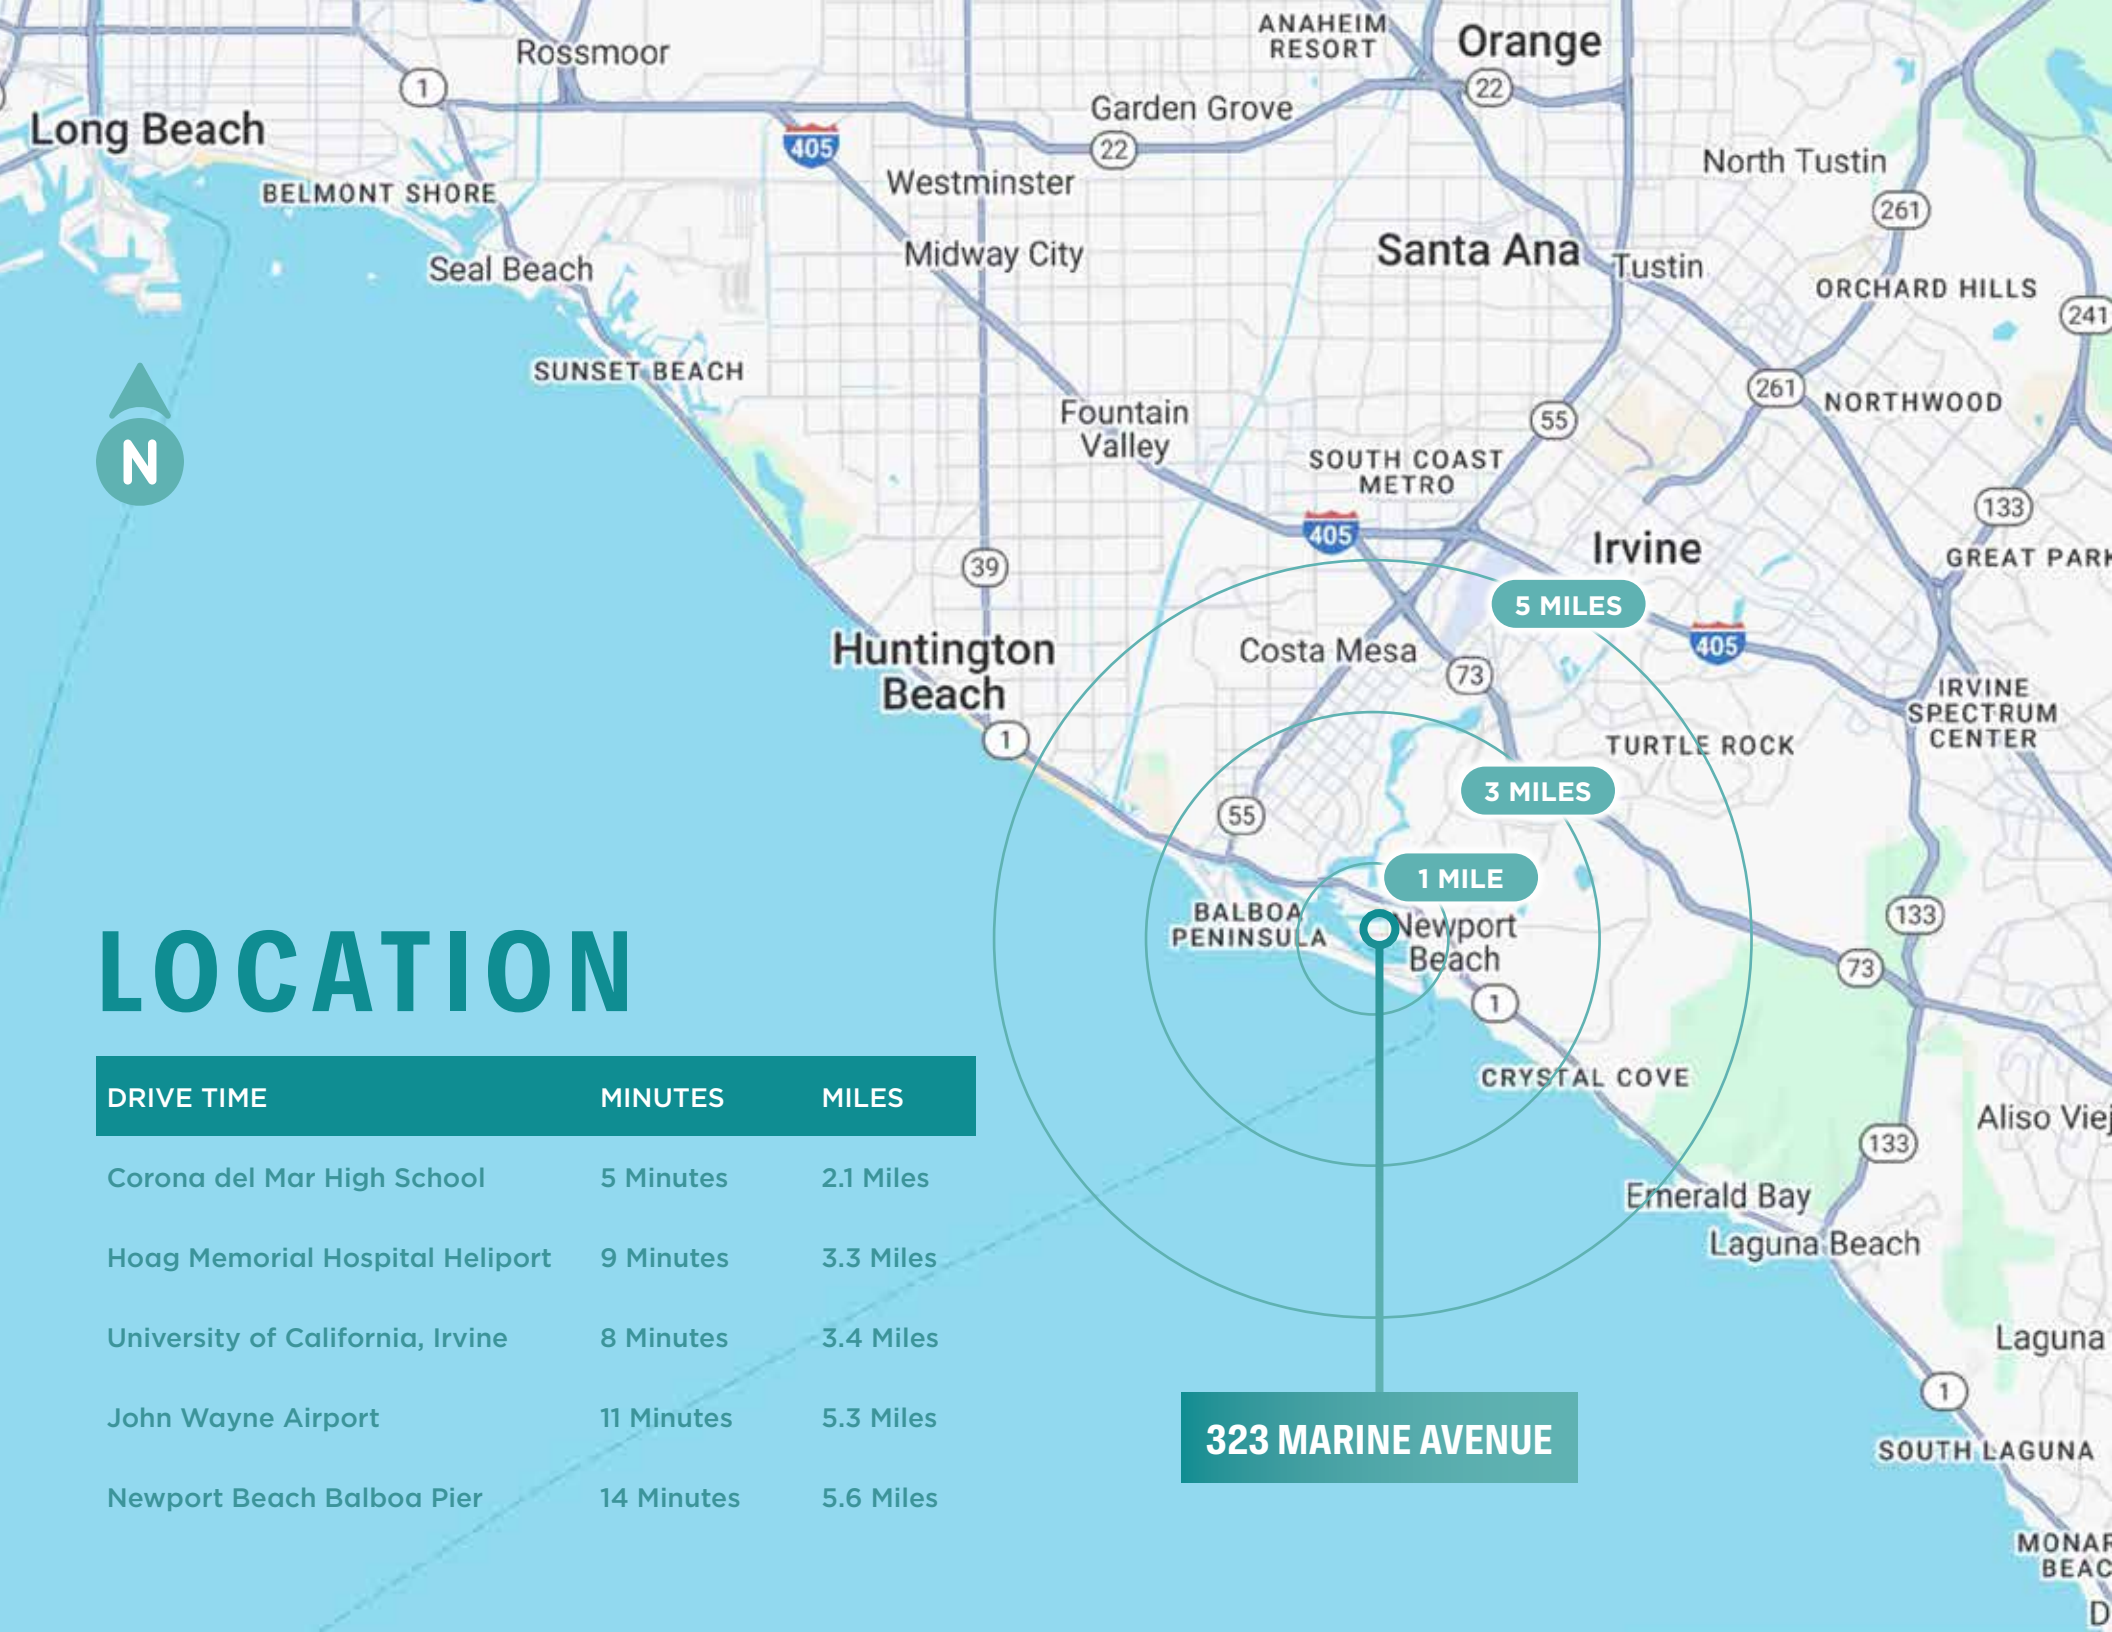 ANAHEIM
RESORT
Orange
Rossmoor
1
22
Garden Grove
Long Beach
405
22
Westminster
North Tustin
BELMONT SHORE
261
Midway City
Santa Ana
Tustin
Seal Beach
ORCHARD HILLS
241
SUNSET BEACH
261
NORTHWOOD
Fountain
Valley
55
N
SOUTH COAST
METRO
133
405
Irvine
GREAT PARK
39
5 MILES
Huntington
Beach
Costa Mesa
405
73
IRVINE
SPECTRUM
CENTER
1
TURTLE ROCK
3 MILES
55
1 MILE
BALBOA
PENINSULA
Newport
Beach
133
73
1
LOCATION
CRYSTAL COVE
DRIVE TIME MINUTES MILES
Aliso Viej
133
Corona del Mar High School 5 Minutes 2.1 Miles
Emerald Bay
Laguna Beach
Hoag Memorial Hospital Heliport 9 Minutes 3.3 Miles
University of California, Irvine 8 Minutes 3.4 Miles
Laguna
1
John Wayne Airport 11 Minutes 5.3 Miles
323 MARINE AVENUE
SOUTH LAGUNA
Newport Beach Balboa Pier 14 Minutes 5.6 Miles
MONAR
BEAC
D